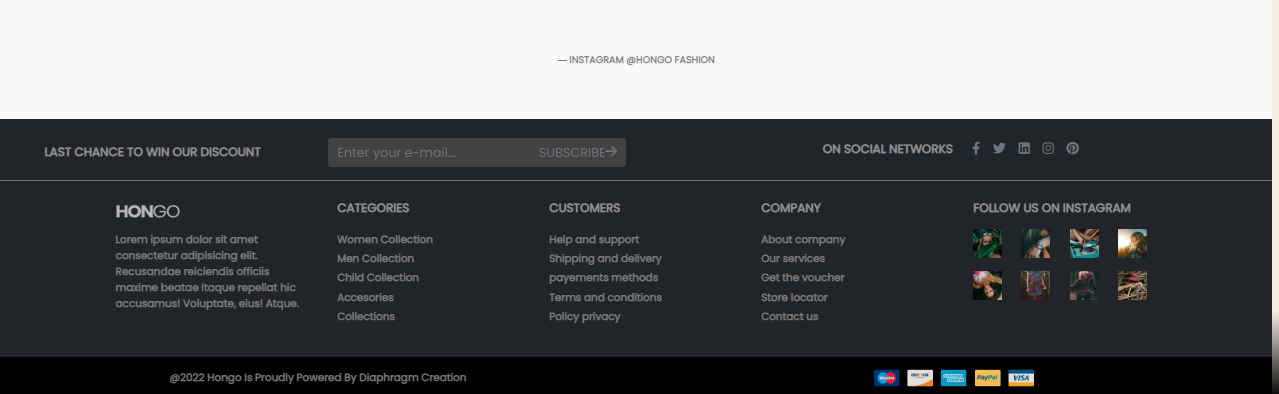 — INSTAGRAM @HONGO FASHION
LAST CHANCE TO WIN OUR DISCOUNT
Enter your e-mail...
SUBSCRIBE
ON SOCIAL NETWORKS
HONGO
Lorem ipsum dolor sit amet
consectetur adipisicing elit.
Recusandae reiciendis officiis
maxime beatae itaque repellat hic
accusamus! Voluptate, eius! Atque.
CATEGORIES
Women Collection
Men Collection
Child Collection
Accesories
Collections
CUSTOMERS
Help and support
Shipping and delivery
payements methods
Terms and conditions
Policy privacy
COMPANY
About company
Our services
Get the voucher
Store locator
Contact us
FOLLOW US ON INSTAGRAM
@2022 Hongo Is Proudly Powered By Diaphragm Creation
Maestro
DISCOVER
PayPal
VISA